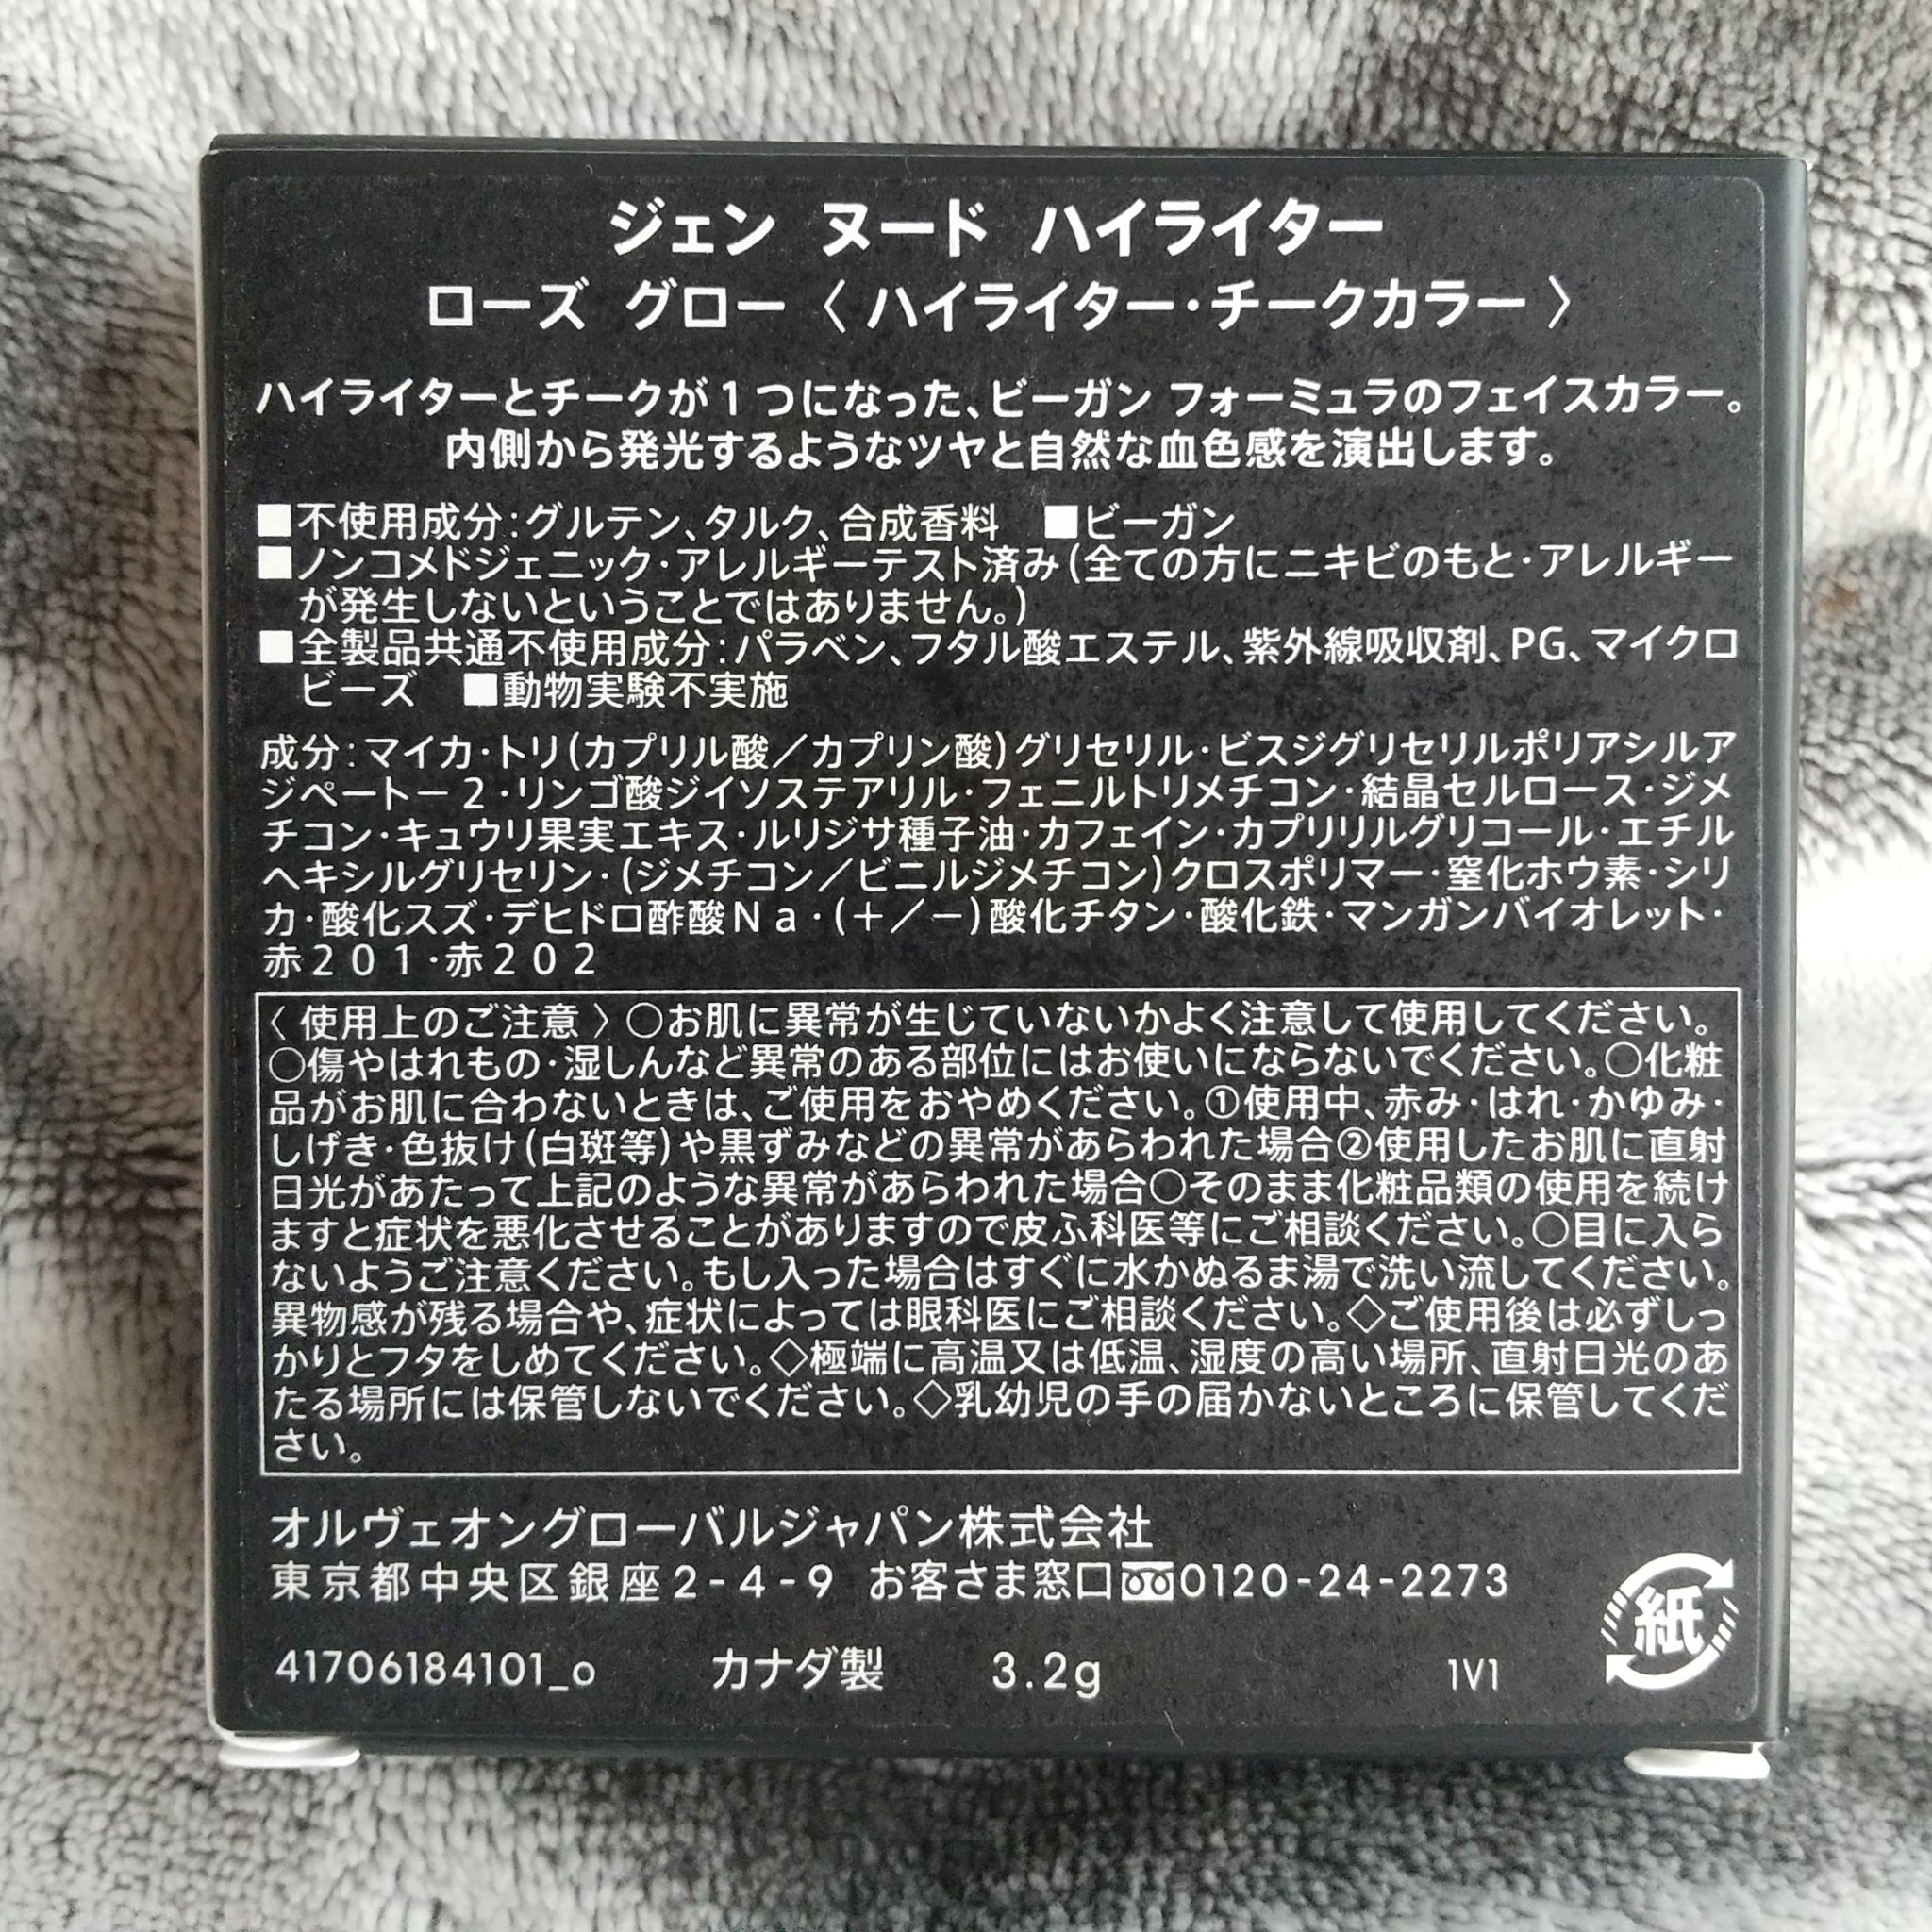 ジェン ヌード ハイライター
ローズ グロー〈ハイライター・チークカラー〉
ハイライターとチークが1つになった、ビーガン フォーミュラのフェイスカラー。
内側から発光するようなツヤと自然な血色感を演出します。
■不使用成分:グルテン、タルク、合成香料 ■ビーガン
■ノンコメドジェニック・アレルギーテスト済み(全ての方にニキビのもと・アレルギー
が発生しないということではありません。)
■全製品共通不使用成分:パラベン、フタル酸エステル、紫外線吸収剤、PG、マイクロ
ビーズ ■動物実験不実施
成分:マイカ・トリ(カプリル酸/カプリン酸)グリセリル・ビスジグリセリルポリアシルア
ジペート-2・リンゴ酸ジイソステアリル・フェニルトリメチコン・結晶セルロース・ジメ
チコン・キュウリ果実エキス・ルリジサ種子油・カフェイン・カプリリルグリコール・エチル
ヘキシルグリセリン・(ジメチコン/ビニルジメチコン)クロスポリマー・窒化ホウ素・シリ
カ・酸化スズ・デヒドロ酢酸Na・(+/-)酸化チタン・酸化鉄・マンガンバイオレット・
赤201・赤202
〈使用上のご注意〉○お肌に異常が生じていないかよく注意して使用してください。
○傷やはれもの・湿しんなど異常のある部位にはお使いにならないでください。○化粧
品がお肌に合わないときは、ご使用をおやめください。①使用中、赤み・はれ・かゆみ・
しげき・色抜け(白斑等)や黒ずみなどの異常があらわれた場合②使用したお肌に直射
日光があたって上記のような異常があらわれた場合○そのまま化粧品類の使用を続け
ますと症状を悪化させることがありますので皮ふ科医等にご相談ください。○目に入ら
ないようご注意ください。もし入った場合はすぐに水かぬるま湯で洗い流してください。
異物感が残る場合や、症状によっては眼科医にご相談ください。◇ご使用後は必ずしっ
かりとフタをしめてください。◇極端に高温又は低温、湿度の高い場所、直射日光のあ
たる場所には保管しないでください。◇乳幼児の手の届かないところに保管してくだ
さい。
オルヴェオングローバルジャパン株式会社
東京都中央区銀座2-4-9 お客さま窓口 0120-24-2273
41706184101_o カナダ製 3.2g 1V1
紙